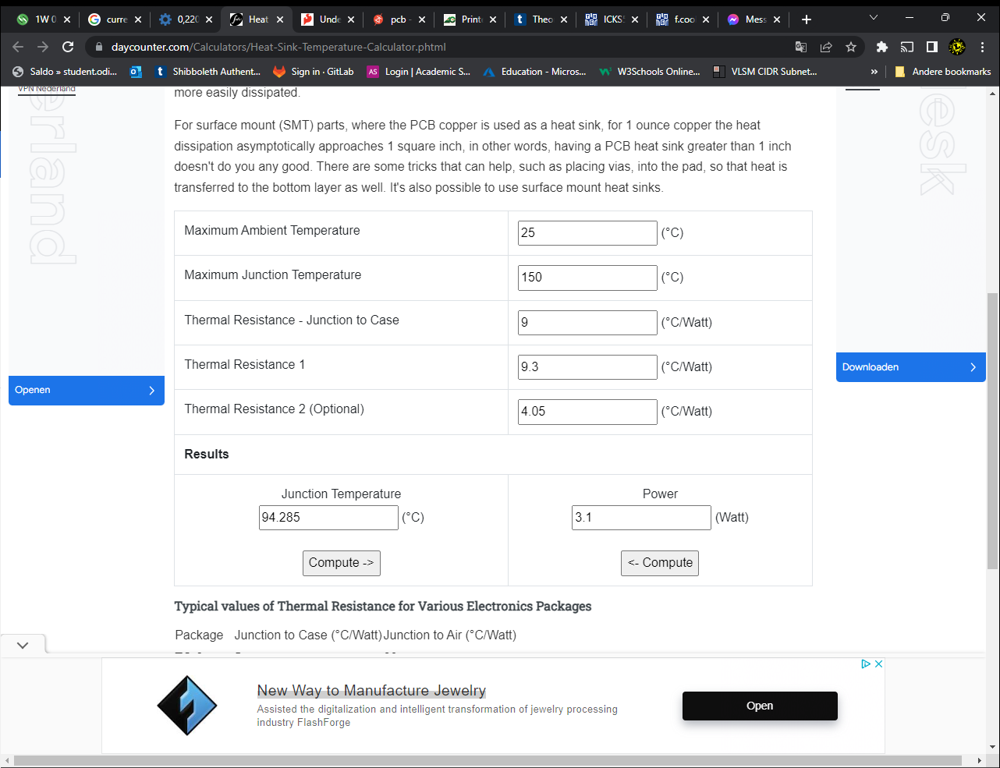 1W 0
curre
0,220
Heat
Unde
pcb -
Print
Theo
ICKS
f.coo
Mess
daycounter.com/Calculators/Heat-Sink-Temperature-Calculator.phtml
Saldo » student.odi...
Shibboleth Authent...
Sign in · GitLab
AS
Login | Academic S...
Education - Micros...
W3Schools Online...
VLSM CIDR Subnet...
»
Andere bookmarks
VPN Nederland
erland
Openen
more easily dissipated.
For surface mount (SMT) parts, where the PCB copper is used as a heat sink, for 1 ounce copper the heat
dissipation asymptotically approaches 1 square inch, in other words, having a PCB heat sink greater than 1 inch
doesn't do you any good. There are some tricks that can help, such as placing vias, into the pad, so that heat is
transferred to the bottom layer as well. It's also possible to use surface mount heat sinks.
Maximum Ambient Temperature 25 (°C)
Maximum Junction Temperature 150 (°C)
Thermal Resistance - Junction to Case 9 (°C/Watt)
Thermal Resistance 1 9.3 (°C/Watt)
Thermal Resistance 2 (Optional) 4.05 (°C/Watt)
Results
Junction Temperature
94.285 (°C)
Compute ->
Power
3.1 (Watt)
<- Compute
Typical values of Thermal Resistance for Various Electronics Packages
Package Junction to Case (°C/Watt) Junction to Air (°C/Watt)
esk
Downloaden
New Way to Manufacture Jewelry
Assisted the digitalization and intelligent transformation of jewelry processing
industry FlashForge
Open